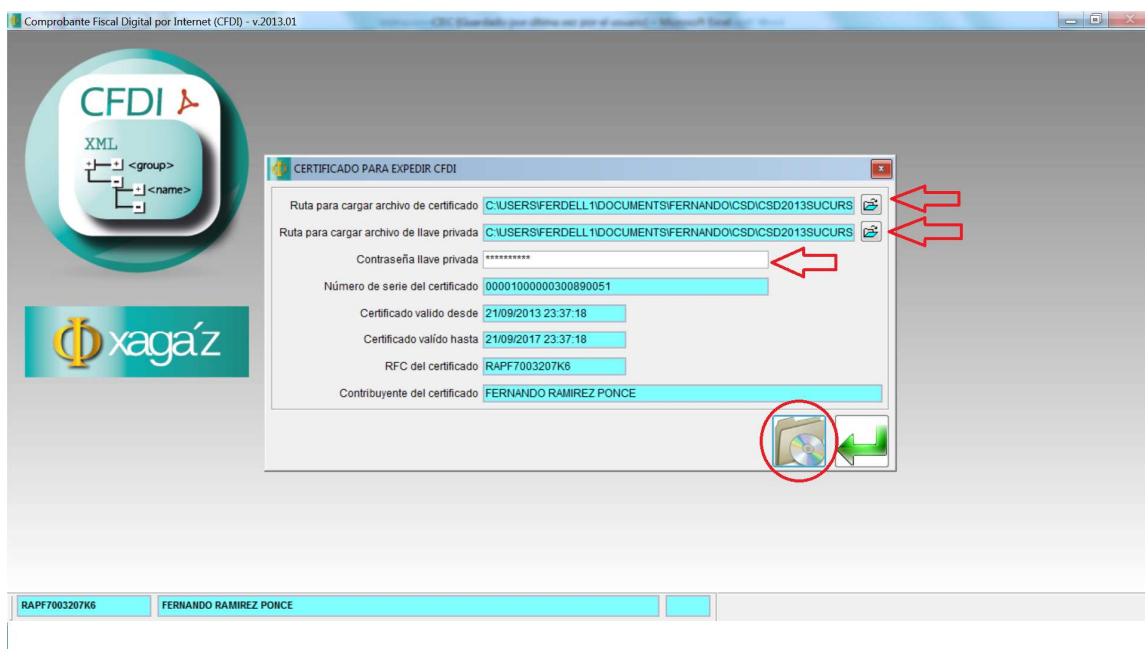 Comprobante Fiscal Digital por Internet (CFDI) - v.2013.01
CFDI
XML
<group>
<name>
xagaz
CERTIFICADO PARA EXPEDIR CFDI
Ruta para cargar archivo de certificado C:\USERS\FERDELL1\DOCUMENTS\FERNANDO\CSD\CSD2013SUCURS
Ruta para cargar archivo de llave privada C:\USERS\FERDELL1\DOCUMENTS\FERNANDO\CSD\CSD2013SUCURS
Contraseña llave privada **********
Número de serie del certificado 00001000000300890051
Certificado valido desde 21/09/2013 23:37:18
Certificado valído hasta 21/09/2017 23:37:18
RFC del certificado RAPF7003207K6
Contribuyente del certificado FERNANDO RAMIREZ PONCE
RAPF7003207K6 FERNANDO RAMIREZ PONCE